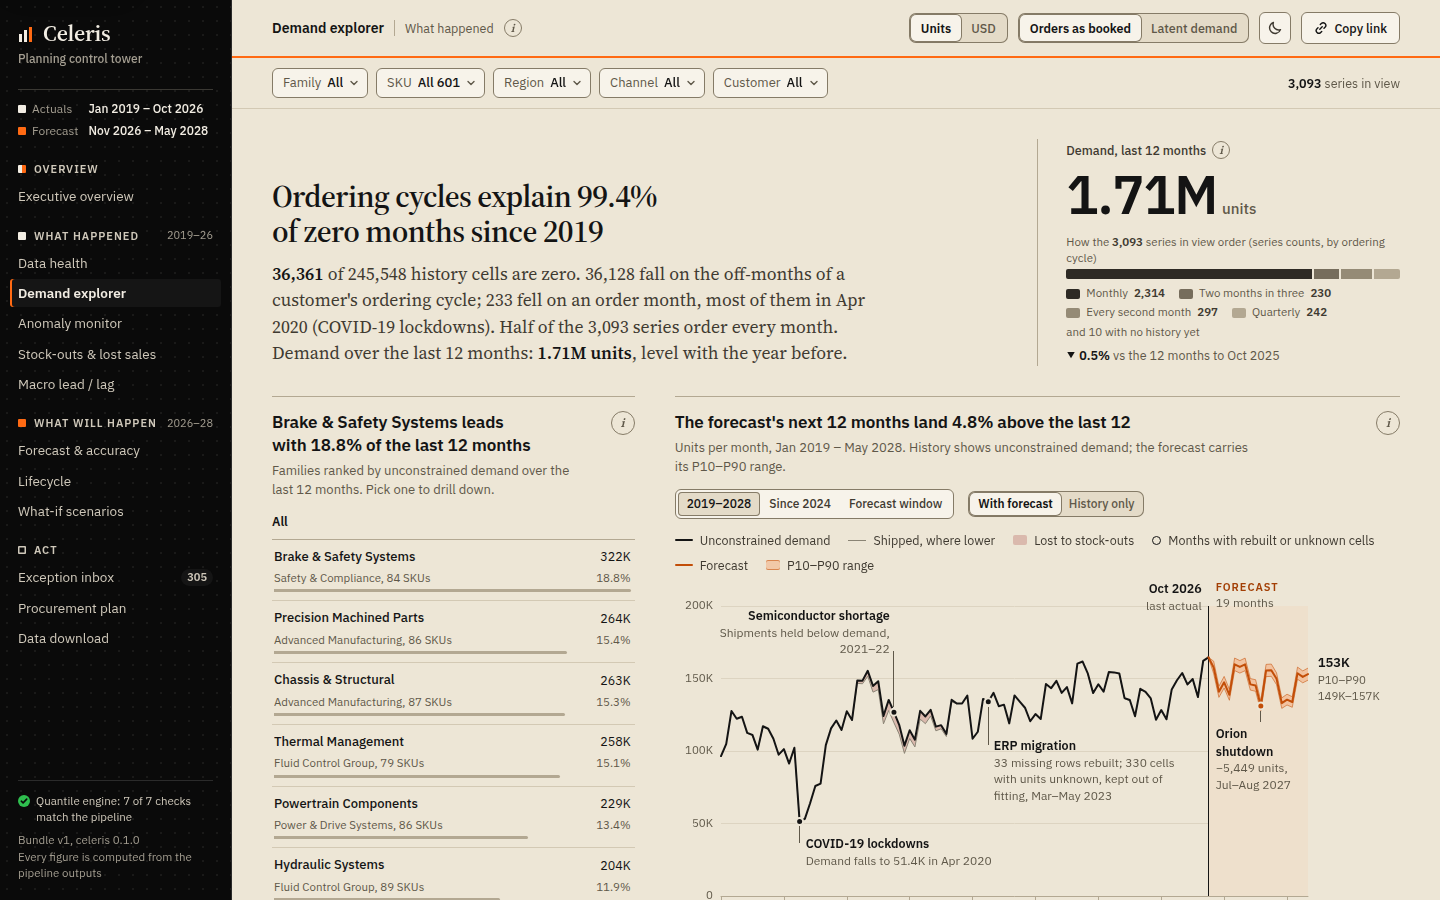 Celeris
Planning control tower
Actuals Jan 2019 – Oct 2026
Forecast Nov 2026 – May 2028
OVERVIEW
Executive overview
WHAT HAPPENED 2019–26
Data health
Demand explorer
Anomaly monitor
Stock-outs & lost sales
Macro lead / lag
WHAT WILL HAPPEN 2026–28
Forecast & accuracy
Lifecycle
What-if scenarios
ACT
Exception inbox 305
Procurement plan
Data download
Quantile engine: 7 of 7 checks
match the pipeline
Bundle v1, celeris 0.1.0
Every figure is computed from the
pipeline outputs
Demand explorer What happened i
Units USD
Orders as booked Latent demand
Copy link
Family All
SKU All 601
Region All
Channel All
Customer All
3,093 series in view
Ordering cycles explain 99.4%
of zero months since 2019
36,361 of 245,548 history cells are zero. 36,128 fall on the off-months of a
customer's ordering cycle; 233 fell on an order month, most of them in Apr
2020 (COVID-19 lockdowns). Half of the 3,093 series order every month.
Demand over the last 12 months: 1.71M units, level with the year before.
Demand, last 12 months i
1.71M units
How the 3,093 series in view order (series counts, by ordering
cycle)
Monthly 2,314 Two months in three 230
Every second month 297 Quarterly 242
and 10 with no history yet
▼ 0.5% vs the 12 months to Oct 2025
Brake & Safety Systems leads
with 18.8% of the last 12 months
i
Families ranked by unconstrained demand over the
last 12 months. Pick one to drill down.
All
Brake & Safety Systems 322K
Safety & Compliance, 84 SKUs 18.8%
Precision Machined Parts 264K
Advanced Manufacturing, 86 SKUs 15.4%
Chassis & Structural 263K
Advanced Manufacturing, 87 SKUs 15.3%
Thermal Management 258K
Fluid Control Group, 79 SKUs 15.1%
Powertrain Components 229K
Power & Drive Systems, 86 SKUs 13.4%
Hydraulic Systems 204K
Fluid Control Group, 89 SKUs 11.9%
The forecast's next 12 months land 4.8% above the last 12
i
Units per month, Jan 2019 – May 2028. History shows unconstrained demand; the forecast carries
its P10–P90 range.
2019–2028 Since 2024 Forecast window
With forecast History only
Unconstrained demand Shipped, where lower Lost to stock-outs Months with rebuilt or unknown cells
Forecast P10–P90 range
Oct 2026
last actual
FORECAST
19 months
200K
150K
100K
50K
0
Semiconductor shortage
Shipments held below demand,
2021–22
153K
P10–P90
149K–157K
Orion
shutdown
−5,449 units,
Jul–Aug 2027
ERP migration
33 missing rows rebuilt; 330 cells
with units unknown, kept out of
fitting, Mar–May 2023
COVID-19 lockdowns
Demand falls to 51.4K in Apr 2020